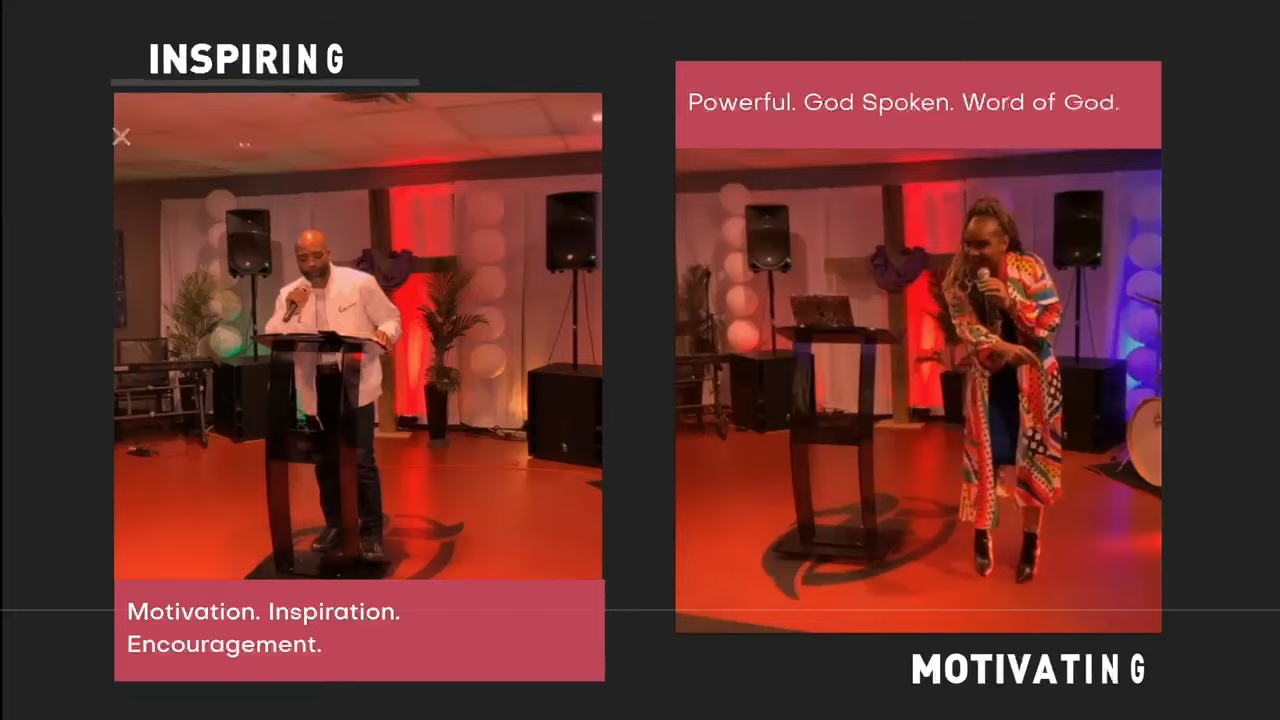 INSPIRING
Motivation. Inspiration.
Encouragement.
Powerful. God Spoken. Word of God.
MOTIVATING